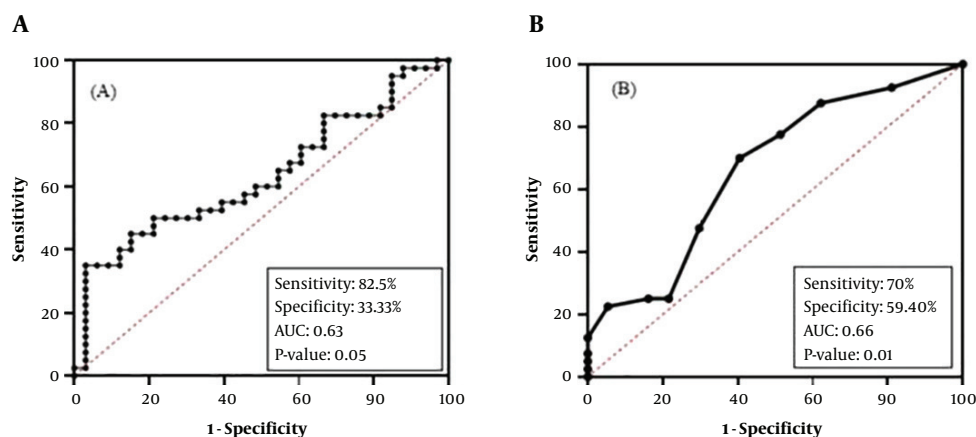 A
100
80
60
40
20
0
Sensitivity
(A)
Sensitivity: 82.5%
Specificity: 33.33%
AUC: 0.63
P-value: 0.05
0 20 40 60 90 100
1 - Specificity
B
100
80
60
40
20
0
Sensitivity
(B)
Sensitivity: 70%
Specificity: 59.40%
AUC: 0.66
P-value: 0.01
0 20 40 60 90 100
1 - Specificity